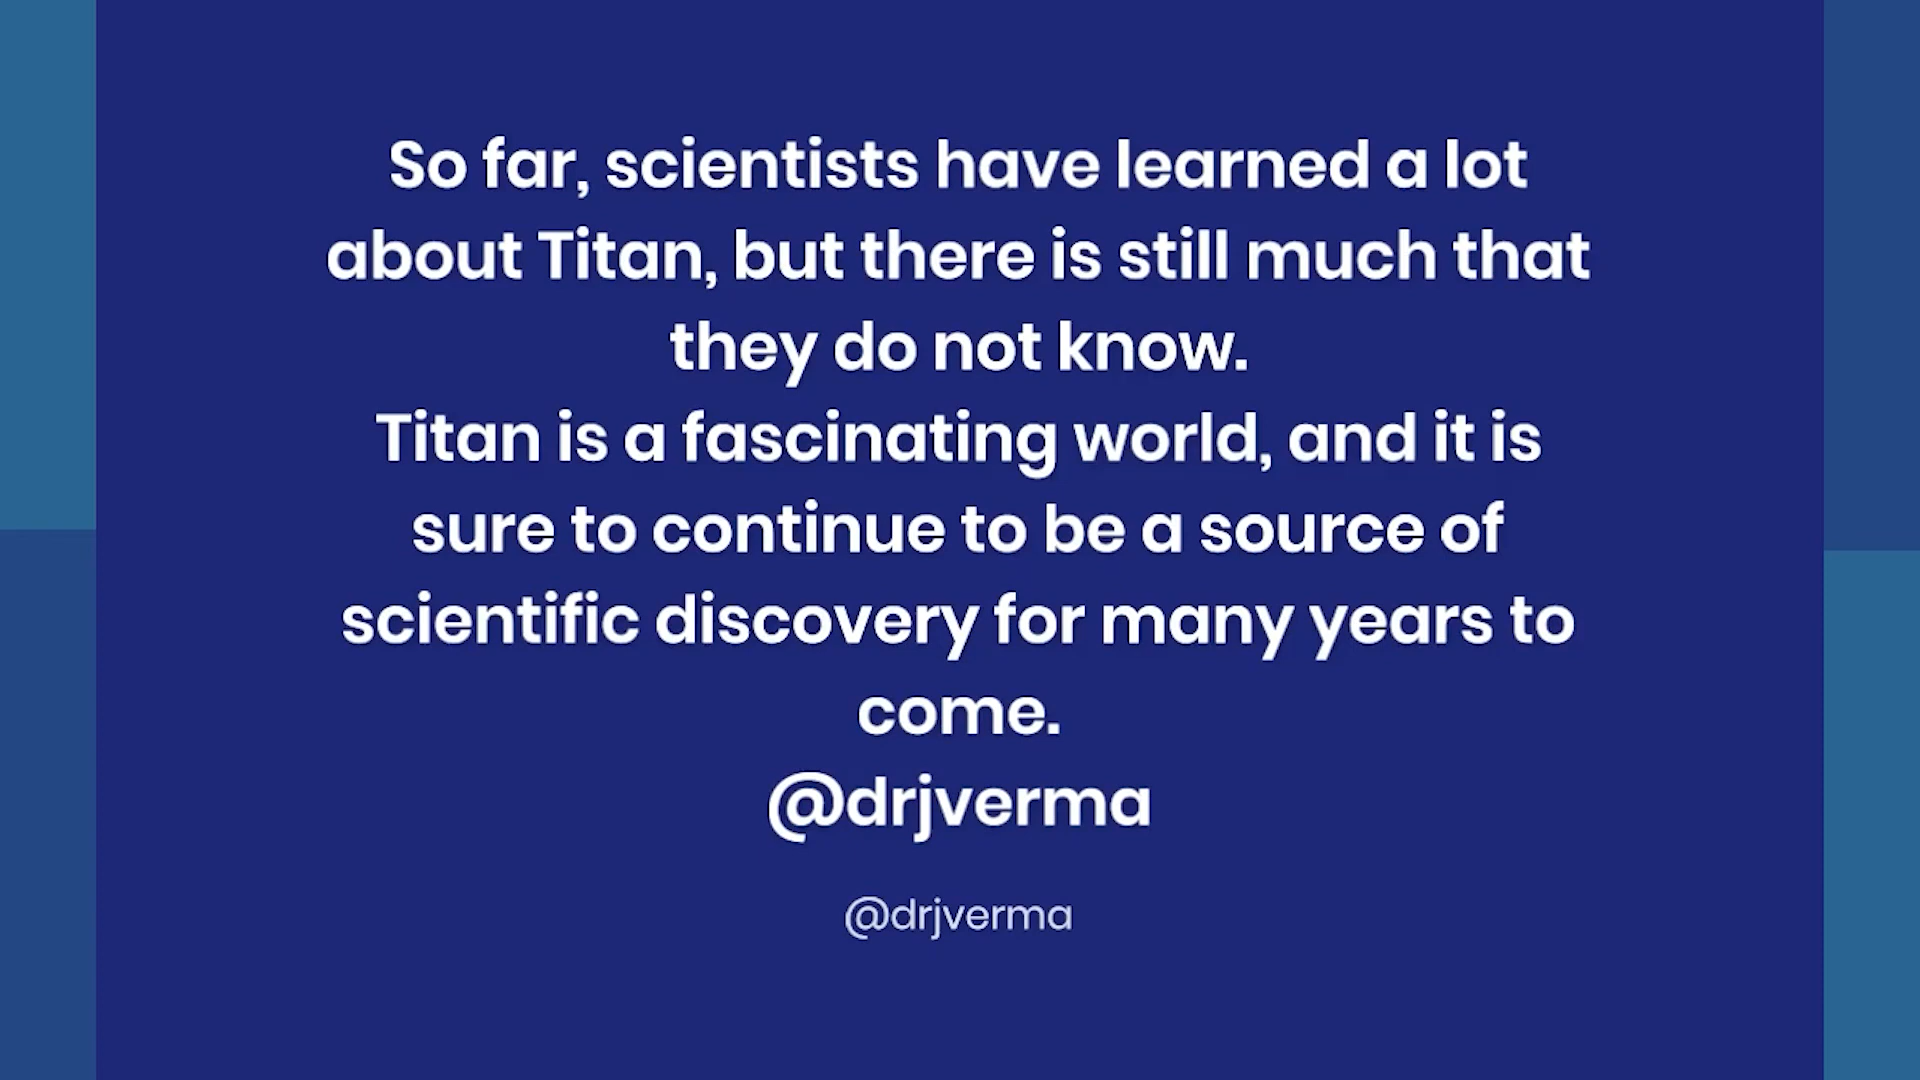 So far, scientists have learned a lot
about Titan, but there is still much that
they do not know.
Titan is a fascinating world, and it is
sure to continue to be a source of
scientific discovery for many years to
come.
@drjverma
@drjverma